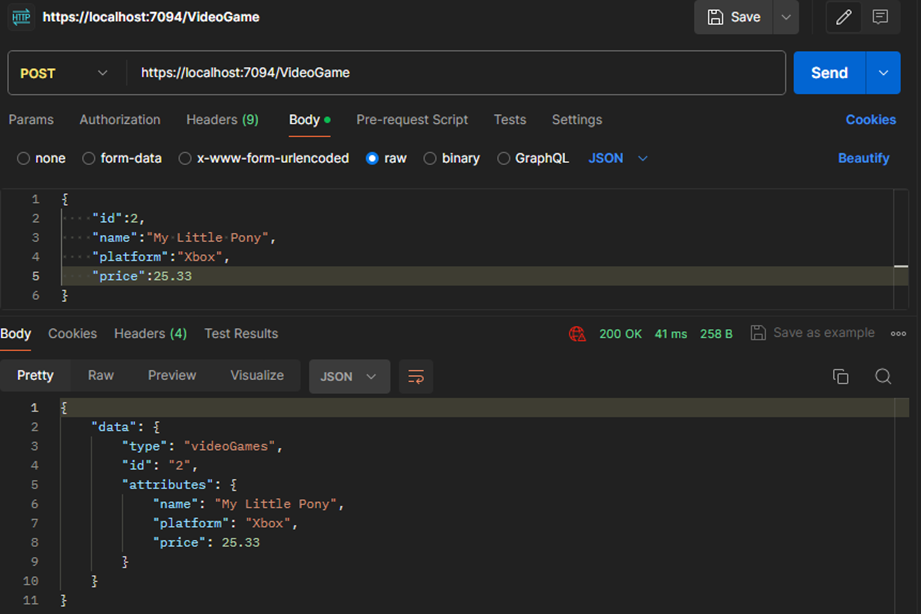 HTTP https://localhost:7094/VideoGame Save
POST https://localhost:7094/VideoGame Send
Params Authorization Headers (9) Body Pre-request Script Tests Settings Cookies
none form-data x-www-form-urlencoded raw binary GraphQL JSON Beautify
1 {
2 "id":2,
3 "name":"My Little Pony",
4 "platform":"Xbox",
5 "price":25.33
6 }
Body Cookies Headers (4) Test Results 200 OK 41 ms 258 B Save as example
Pretty Raw Preview Visualize JSON
1 {
2 "data": {
3 "type": "videoGames",
4 "id": "2",
5 "attributes": {
6 "name": "My Little Pony",
7 "platform": "Xbox",
8 "price": 25.33
9 }
10 }
11 }